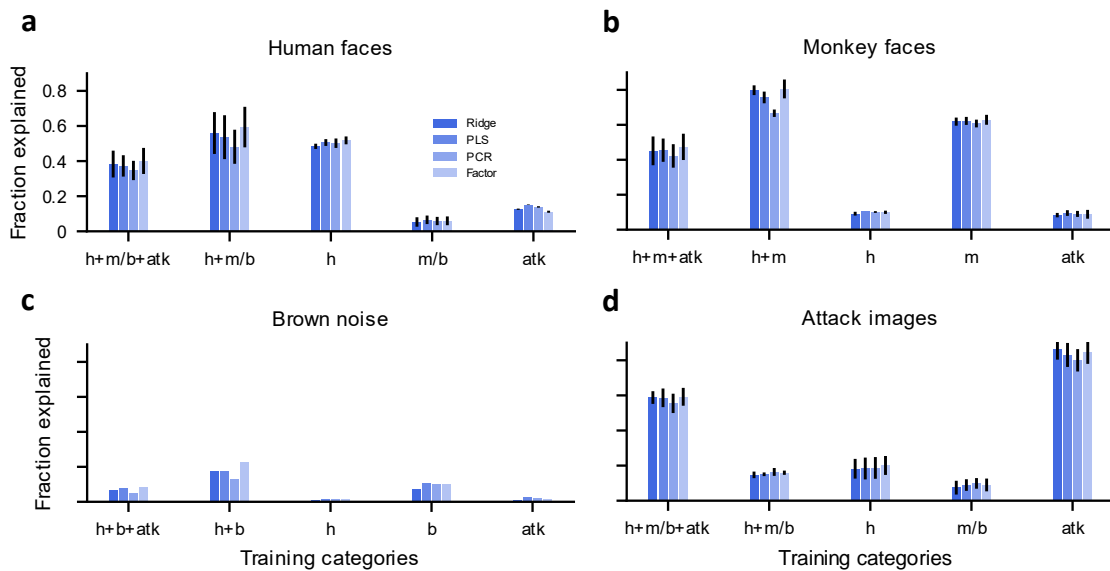 a
Human faces
Fraction explained
0.8
0.6
0.4
0.2
0
Ridge
PLS
PCR
Factor
h+m/b+atk
h+m/b
h
m/b
atk
b
Monkey faces
h+m+atk
h+m
h
m
atk
c
Brown noise
Fraction explained
h+b+atk
h+b
h
b
atk
Training categories
d
Attack images
h+m/b+atk
h+m/b
h
m/b
atk
Training categories